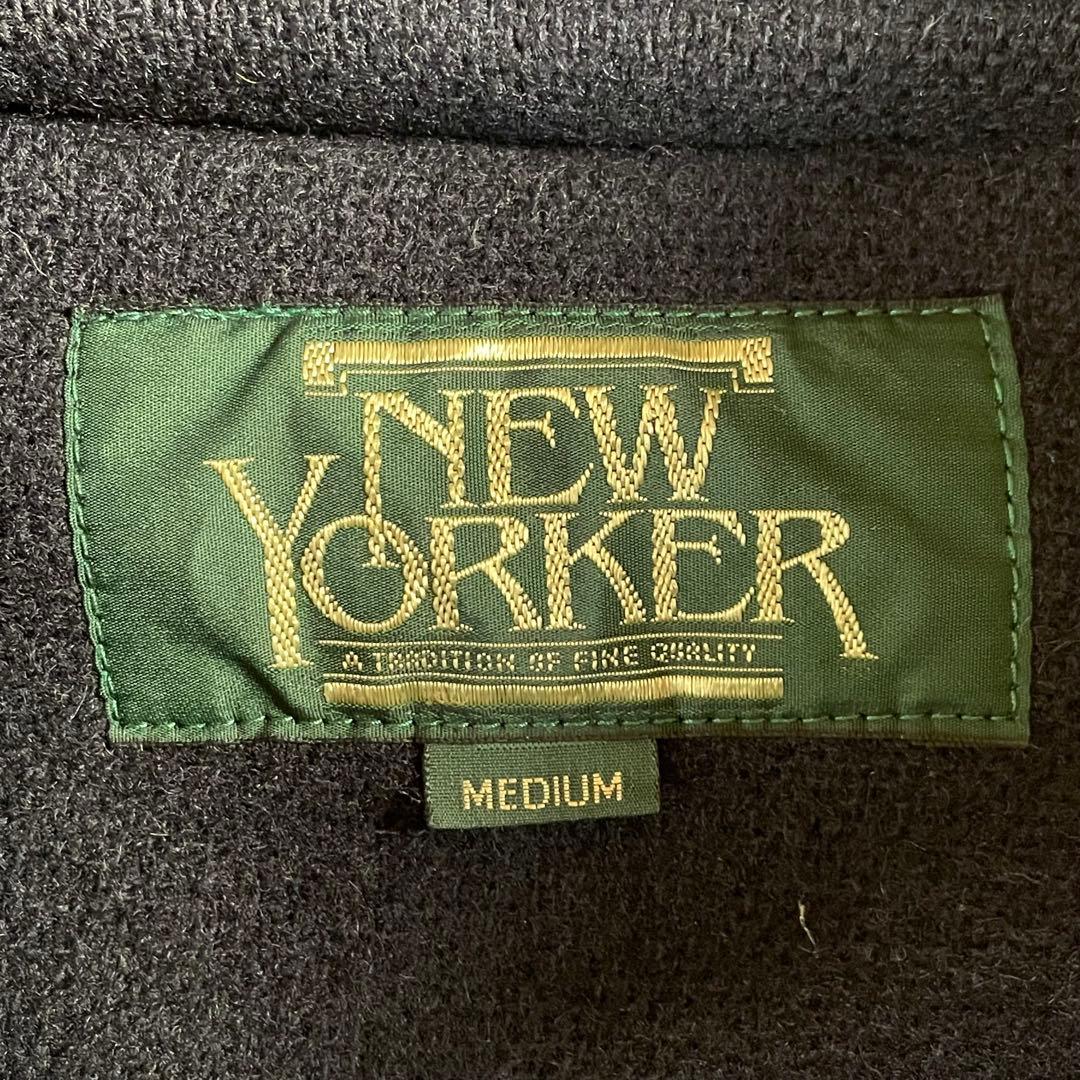 NEW
YORKER
A TRADITION OF FINE QUALITY
MEDIUM